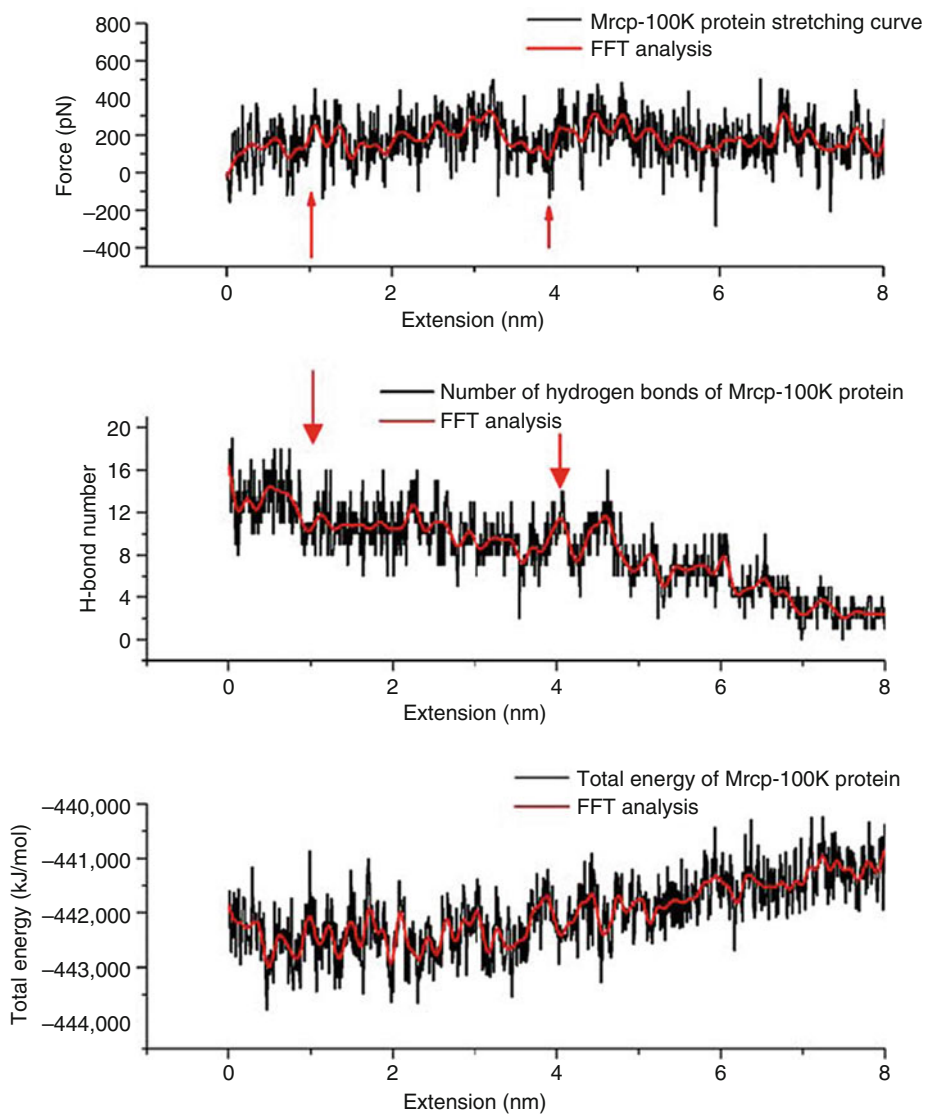 Mrcp-100K protein stretching curve
FFT analysis
800
600
400
200
0
−200
−400
Force (pN)
0 2 4 6 8
Extension (nm)
Number of hydrogen bonds of Mrcp-100K protein
FFT analysis
20
16
12
8
4
0
H-bond number
0 2 4 6 8
Extension (nm)
Total energy of Mrcp-100K protein
FFT analysis
−440,000
−441,000
−442,000
−443,000
−444,000
Total energy (kJ/mol)
0 2 4 6 8
Extension (nm)